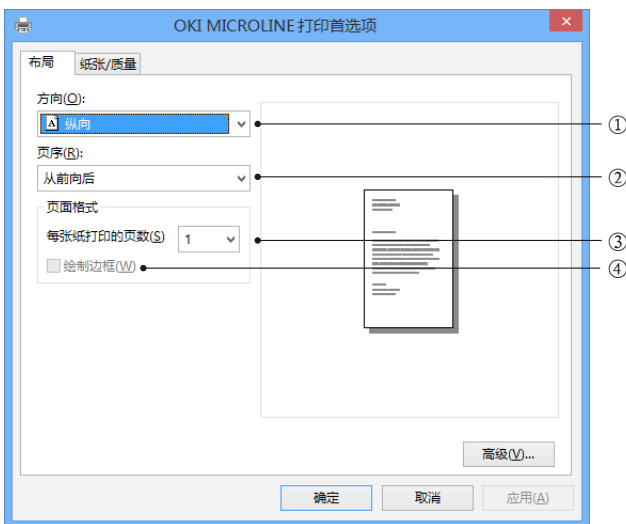 OKI MICROLINE 打印首选项
布局 纸张/质量
方向(O):
A 纵向
①
页序(R):
从前向后
②
页面格式
每张纸打印的页数(S) 1
③
绘制边框(W)
④
高级(V)...
确定 取消 应用(A)